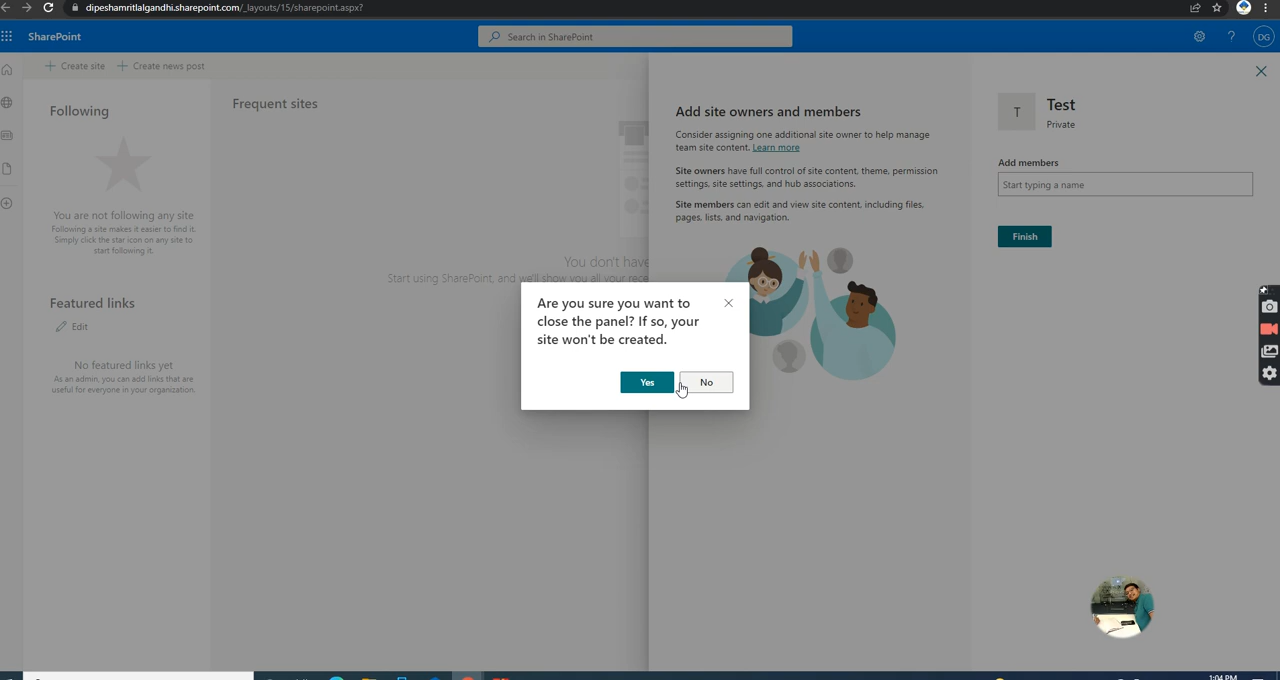 dipeshamritlalgandhi.sharepoint.com/_layouts/15/sharepoint.aspx?
SharePoint
Search in SharePoint
DG
Create site
Create news post
Following
You are not following any site
Following a site makes it easier to find it.
Simply click the star icon on any site to
start following it.
Featured links
Edit
No featured links yet
As an admin, you can add links that are
useful for everyone in your organization.
Frequent sites
You don't have
Start using SharePoint, and we'll show you all your rece
Add site owners and members
Consider assigning one additional site owner to help manage
team site content. Learn more
Site owners have full control of site content, theme, permission
settings, site settings, and hub associations.
Site members can edit and view site content, including files,
pages, lists, and navigation.
T
Test
Private
Add members
Start typing a name
Finish
Are you sure you want to
close the panel? If so, your
site won't be created.
Yes
No
1:04 PM